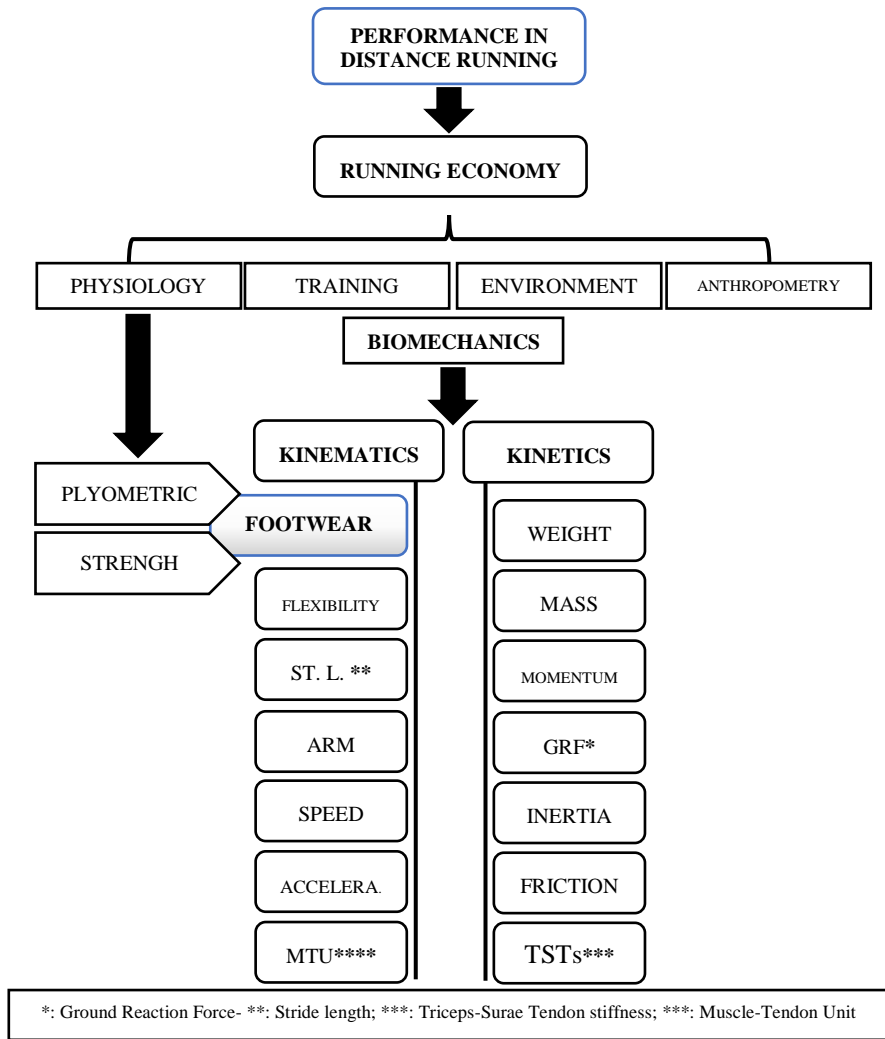 PERFORMANCE IN
DISTANCE RUNNING
RUNNING ECONOMY
PHYSIOLOGY
TRAINING
ENVIRONMENT
ANTHROPOMETRY
BIOMECHANICS
KINEMATICS
KINETICS
PLYOMETRIC
STRENGH
FOOTWEAR
FLEXIBILITY
ST. L. **
ARM
SPEED
ACCELERA.
MTU****
WEIGHT
MASS
MOMENTUM
GRF*
INERTIA
FRICTION
TSTs***
*: Ground Reaction Force- **: Stride length; ***: Triceps-Surae Tendon stiffness; ***: Muscle-Tendon Unit